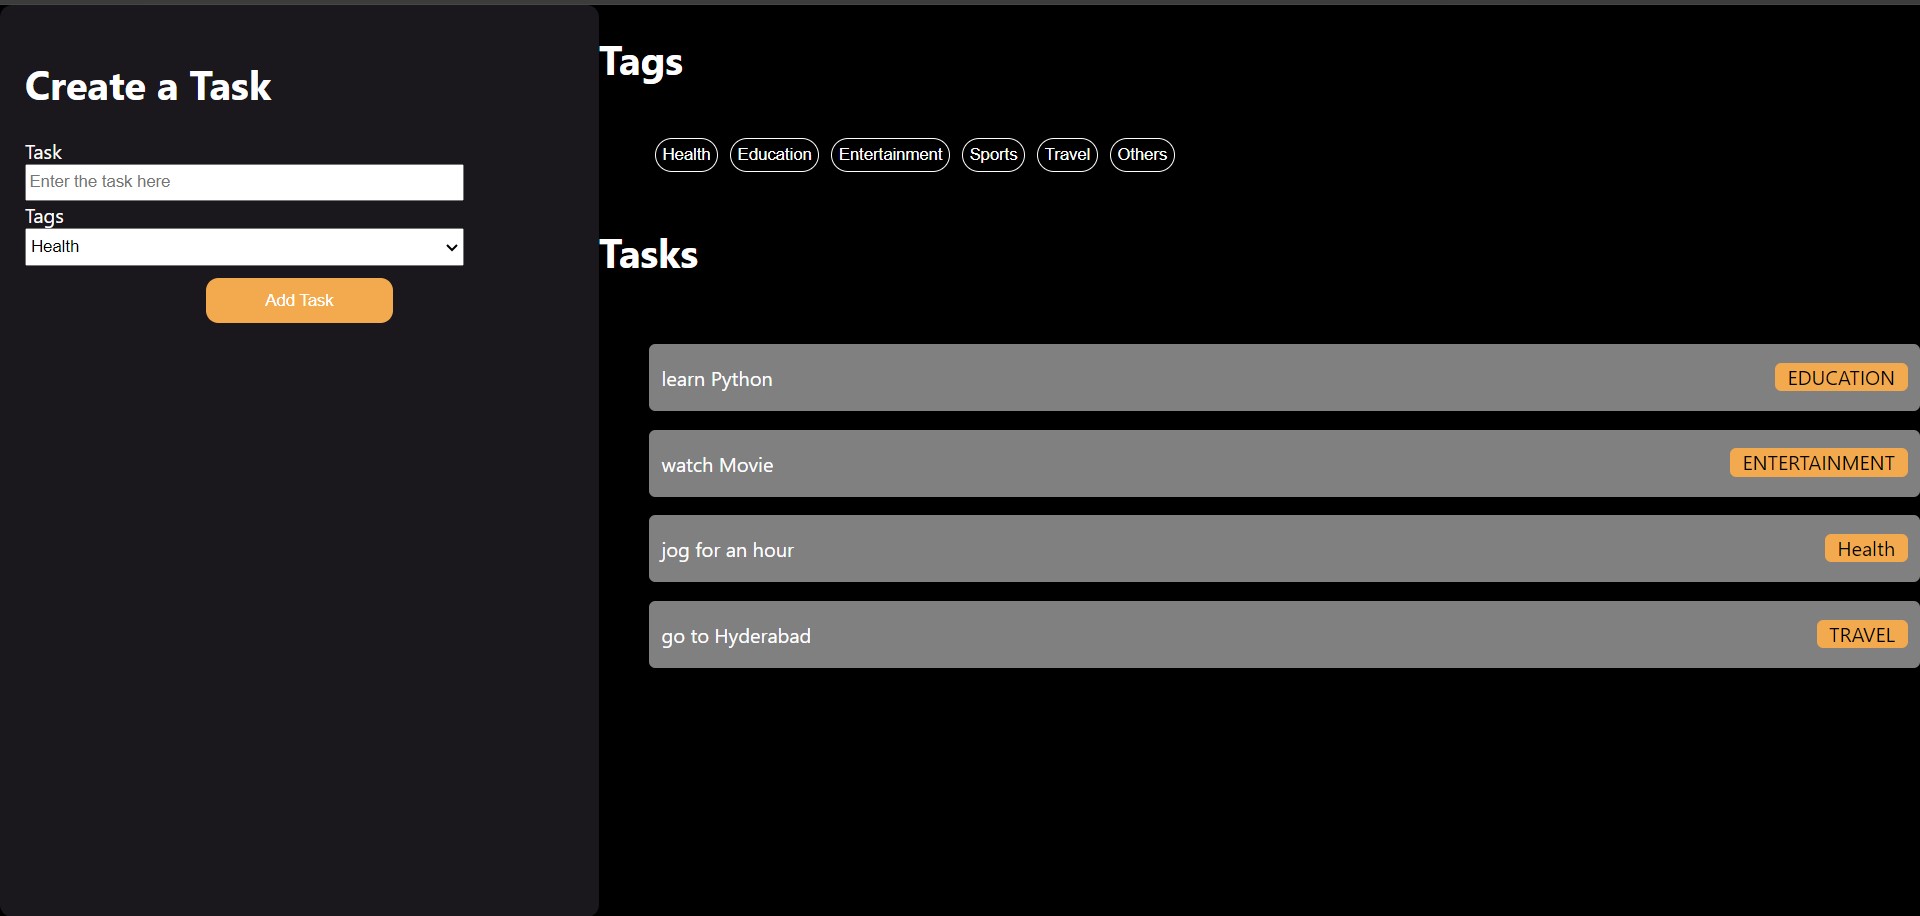 Create a Task
Task
Enter the task here
Tags
Health
Add Task
Tags
Health Education Entertainment Sports Travel Others
Tasks
learn Python EDUCATION
watch Movie ENTERTAINMENT
jog for an hour Health
go to Hyderabad TRAVEL